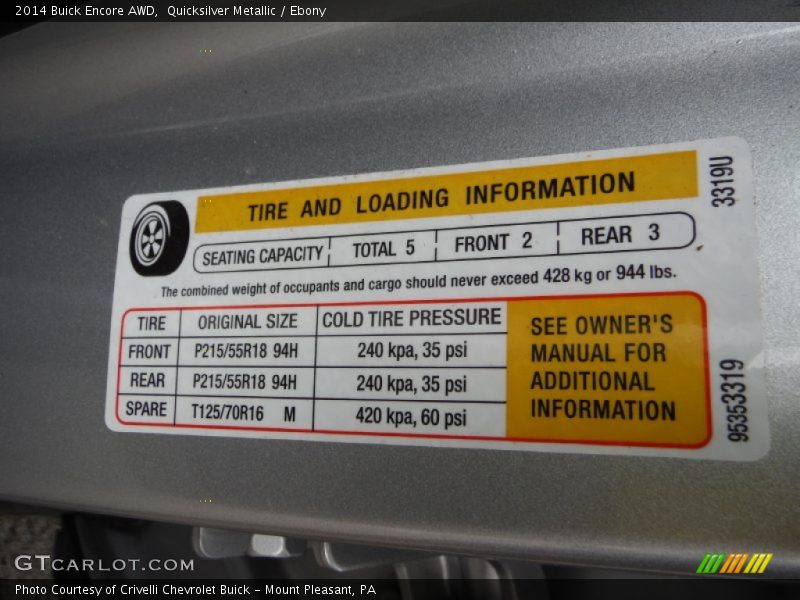 2014 Buick Encore AWD,  Quicksilver Metallic / Ebony
TIRE AND LOADING INFORMATION
3319U
SEATING CAPACITY TOTAL 5 FRONT 2 REAR 3
The combined weight of occupants and cargo should never exceed 428 kg or 944 lbs.
TIRE ORIGINAL SIZE COLD TIRE PRESSURE
FRONT P215/55R18 94H 240 kpa, 35 psi
REAR P215/55R18 94H 240 kpa, 35 psi
SPARE T125/70R16 M 420 kpa, 60 psi
SEE OWNER'S
MANUAL FOR
ADDITIONAL
INFORMATION
95353319
GTCARLOT.COM
Photo Courtesy of Crivelli Chevrolet Buick - Mount Pleasant, PA